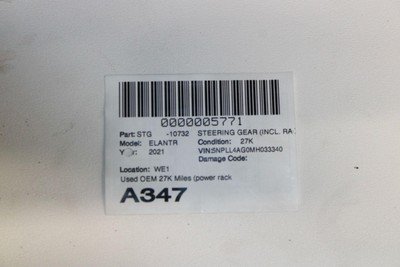 0000005771
Part: STG -10732 STEERING GEAR (INCL. RA
Model: ELANTR Condition: 27K
Year: 2021 VIN:5NPLL4AG0MH033340
Damage Code:
Location: WE1
Used OEM 27K Miles (power rack
A347